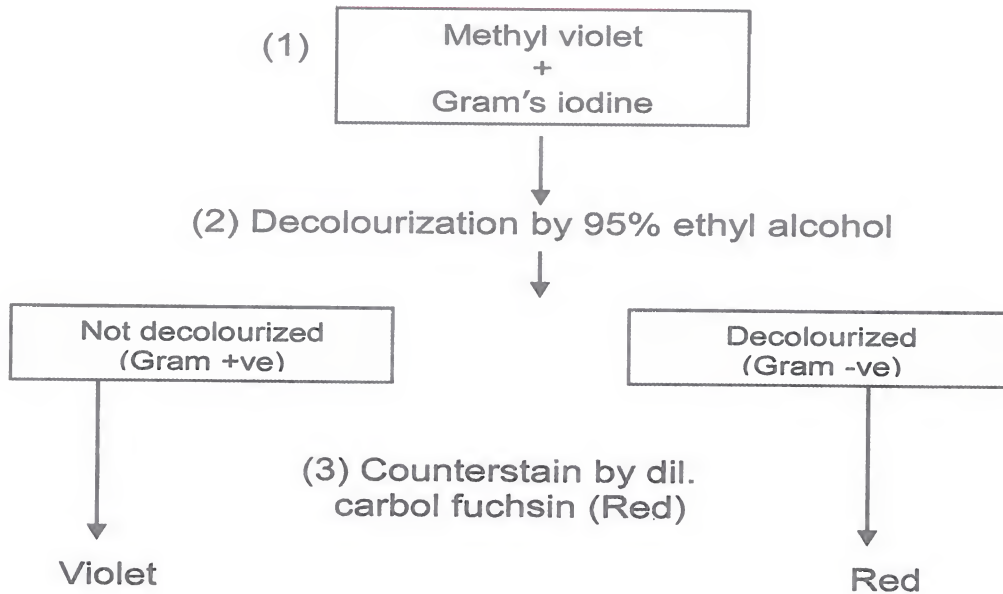 (1)
Methyl violet
+
Gram's iodine
(2) Decolourization by 95% ethyl alcohol
Not decolourized
(Gram +ve)
Decolourized
(Gram -ve)
(3) Counterstain by dil.
carbol fuchsin (Red)
Violet
Red